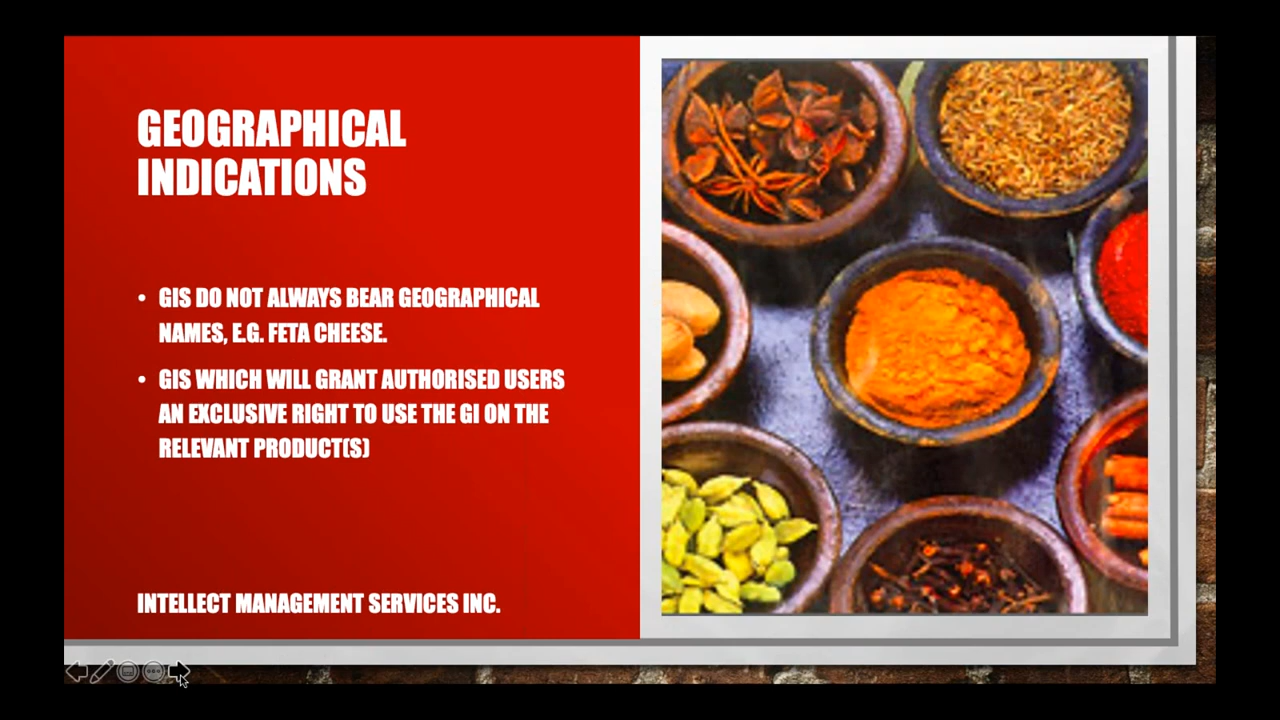 GEOGRAPHICAL
INDICATIONS
• GIS DO NOT ALWAYS BEAR GEOGRAPHICAL
NAMES, E.G. FETA CHEESE.
• GIS WHICH WILL GRANT AUTHORISED USERS
AN EXCLUSIVE RIGHT TO USE THE GI ON THE
RELEVANT PRODUCT(S)
INTELLECT MANAGEMENT SERVICES INC.